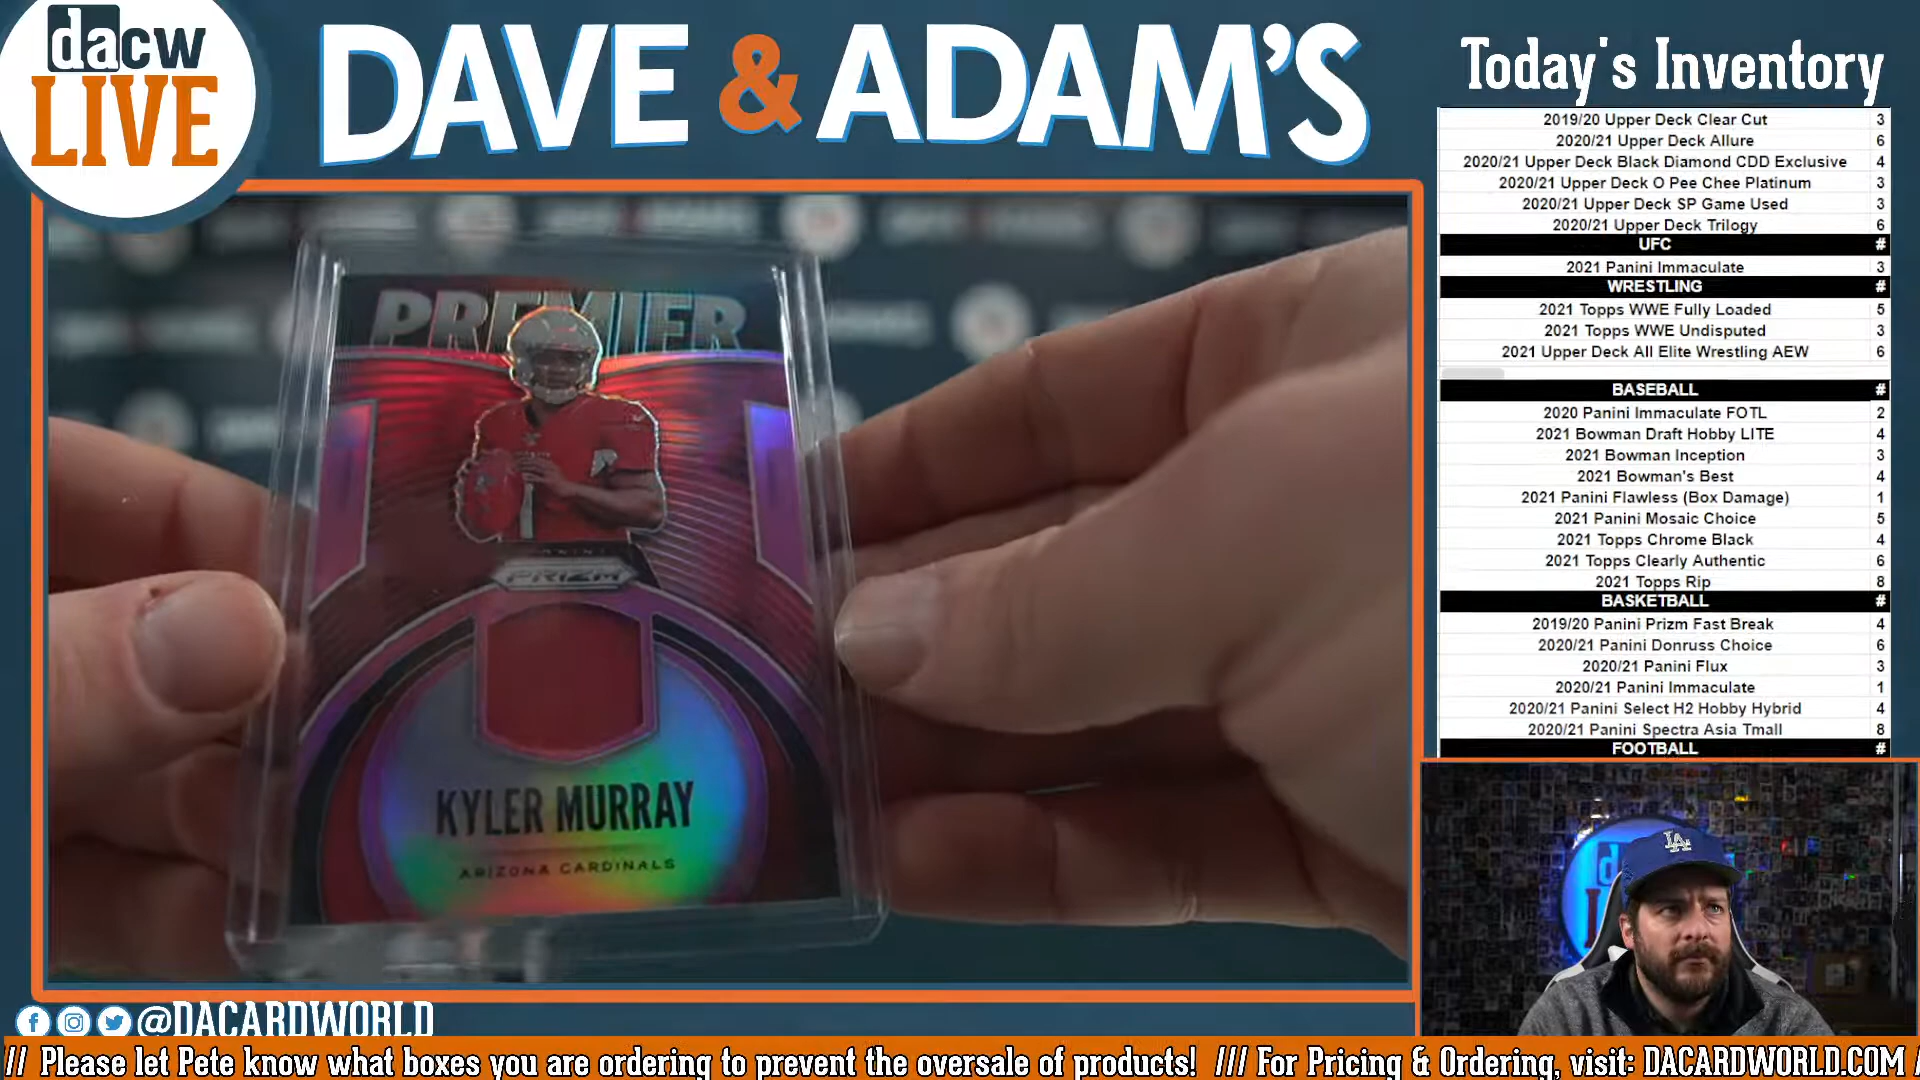 dacw
LIVE
DAVE & ADAM'S
Today's Inventory
2019/20 Upper Deck Clear Cut 3
2020/21 Upper Deck Allure 6
2020/21 Upper Deck Black Diamond CDD Exclusive 4
2020/21 Upper Deck O Pee Chee Platinum 3
2020/21 Upper Deck SP Game Used 3
2020/21 Upper Deck Trilogy 6
UFC #
2021 Panini Immaculate 3
WRESTLING #
2021 Topps WWE Fully Loaded 5
2021 Topps WWE Undisputed 3
2021 Upper Deck All Elite Wrestling AEW 6
BASEBALL #
2020 Panini Immaculate FOTL 2
2021 Bowman Draft Hobby LITE 4
2021 Bowman Inception 3
2021 Bowman's Best 4
2021 Panini Flawless (Box Damage) 1
2021 Panini Mosaic Choice 5
2021 Topps Chrome Black 4
2021 Topps Clearly Authentic 6
2021 Topps Rip 8
BASKETBALL #
2019/20 Panini Prizm Fast Break 4
2020/21 Panini Donruss Choice 6
2020/21 Panini Flux 3
2020/21 Panini Immaculate 1
2020/21 Panini Select H2 Hobby Hybrid 4
2020/21 Panini Spectra Asia Tmall 8
FOOTBALL #
PREMIER
1
PANINI
PRIZM
KYLER MURRAY
ARIZONA CARDINALS
LA
@DACARDWORLD
// Please let Pete know what boxes you are ordering to prevent the oversale of products! /// For Pricing & Ordering, visit: DACARDWORLD.COM /